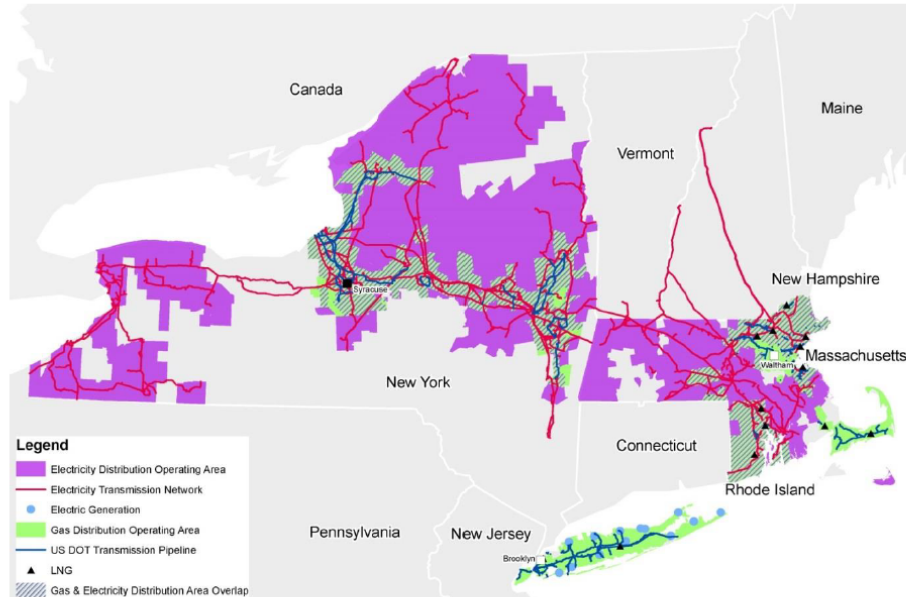 Canada
Maine
Vermont
New Hampshire
Syracuse
Massachusetts
Waltham
New York
Connecticut
Rhode Island
Pennsylvania
New Jersey
Brooklyn
Legend
Electricity Distribution Operating Area
Electricity Transmission Network
Electric Generation
Gas Distribution Operating Area
US DOT Transmission Pipeline
LNG
Gas & Electricity Distribution Area Overlap